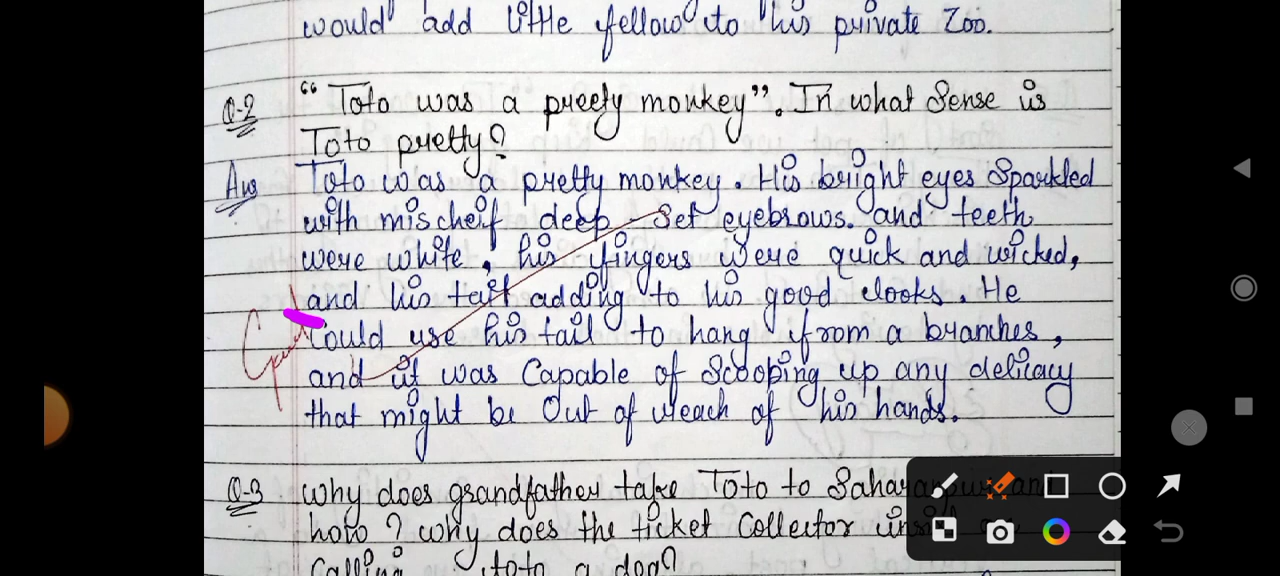 would add little fellow to his private Zoo.
Q-2 "Toto was a preety monkey". In what Sense is
Toto pretty?
Ans Toto was a pretty monkey. His bright eyes Sparkled
with mischeif deep-Set eyebrows. and teeth
were white, his fingers were quick and wicked,
and his tail adding to his good looks. He
Could use his tail to hang from a branches,
and it was Capable of Scooping up any delicacy
that might be Out of reach of his hands.
Q-3 why does grandfather take Toto to
how? why does the ticket Collector
Calling toto a dog?